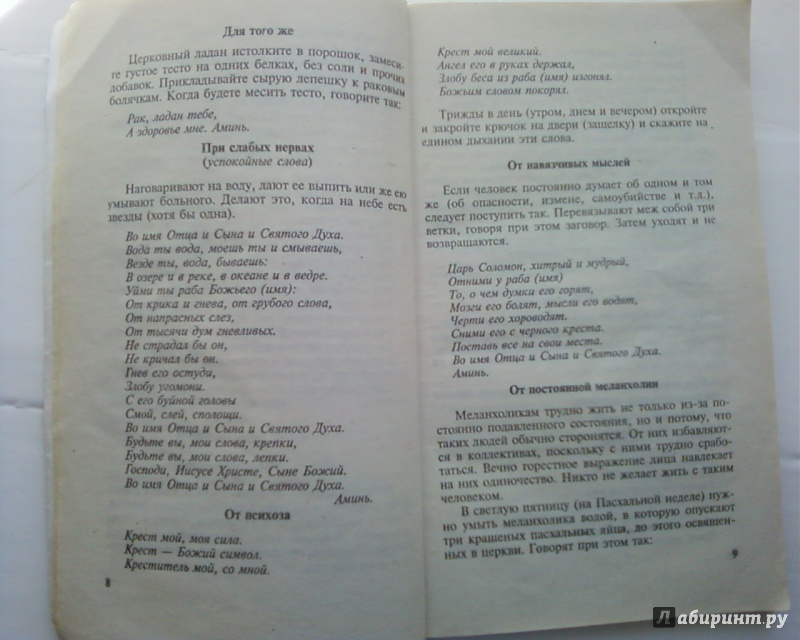 Для того же
Церковный ладан истолките в порошок, замеси-
те густое тесто на одних белках, без соли и прочих
добавок. Прикладывайте сырую лепешку к раковым
болячкам. Когда будете месить тесто, говорите так:
Рак, ладан тебе,
А здоровье мне. Аминь.
При слабых нервах
(успокойные слова)
Наговаривают на воду, дают ее выпить или же ею
умывают больного. Делают это, когда на небе есть
звезды (хотя бы одна).
Во имя Отца и Сына и Святого Духа.
Вода ты вода, моешь ты и смываешь,
Везде ты, вода, бываешь:
В озере и в реке, в океане и в ведре.
Уйми ты раба Божьего (имя):
От крика и гнева, от грубого слова,
От напрасных слез,
От тысячи дум гневливых.
Не страдал бы он,
Не кричал бы он.
Гнев его остуди,
Злобу угомони.
С его буйной головы
Смой, слей, сполощи.
Во имя Отца и Сына и Святого Духа.
Будьте вы, мои слова, крепки,
Будьте вы, мои слова, лепки.
Господи, Иисусе Христе, Сыне Божий.
Во имя Отца и Сына и Святого Духа.
Аминь.
От психоза
Крест мой, моя сила.
Крест — Божий символ.
Креститель мой, со мной.
8
Крест мой великий.
Ангел его в руках держал,
Злобу беса из раба (имя) изгонял.
Божьим словом покорял.
Трижды в день (утром, днем и вечером) откройте
и закройте крючок на двери (защелку) и скажите на
едином дыхании эти слова.
От навязчивых мыслей
Если человек постоянно думает об одном и том
же (об опасности, измене, самоубийстве и т.д.),
следует поступить так. Перевязывают меж собой три
ветки, говоря при этом заговор. Затем уходят и не
возвращаются.
Царь Соломон, хитрый и мудрый,
Отними у раба (имя)
То, о чем думки его горят,
Мозги его болят, мысли его водят,
Черти его хороводят.
Сними его с черного креста.
Поставь все на свои места.
Во имя Отца и Сына и Святого Духа.
Аминь.
От постоянной меланхолии
Меланхоликам трудно жить не только из-за по-
стоянно подавленного состояния, но и потому, что
таких людей обычно сторонятся. От них избавляют-
ся в коллективах, поскольку с ними трудно срабо-
таться. Вечно горестное выражение лица навлекает
на них одиночество. Никто не желает жить с таким
человеком.
В светлую пятницу (на Пасхальной неделе) нуж-
но умыть меланхолика водой, в которую опускают
три крашеных пасхальных яйца, до этого освящен-
ных в церкви. Говорят при этом так:
9
Лабиринт.ру